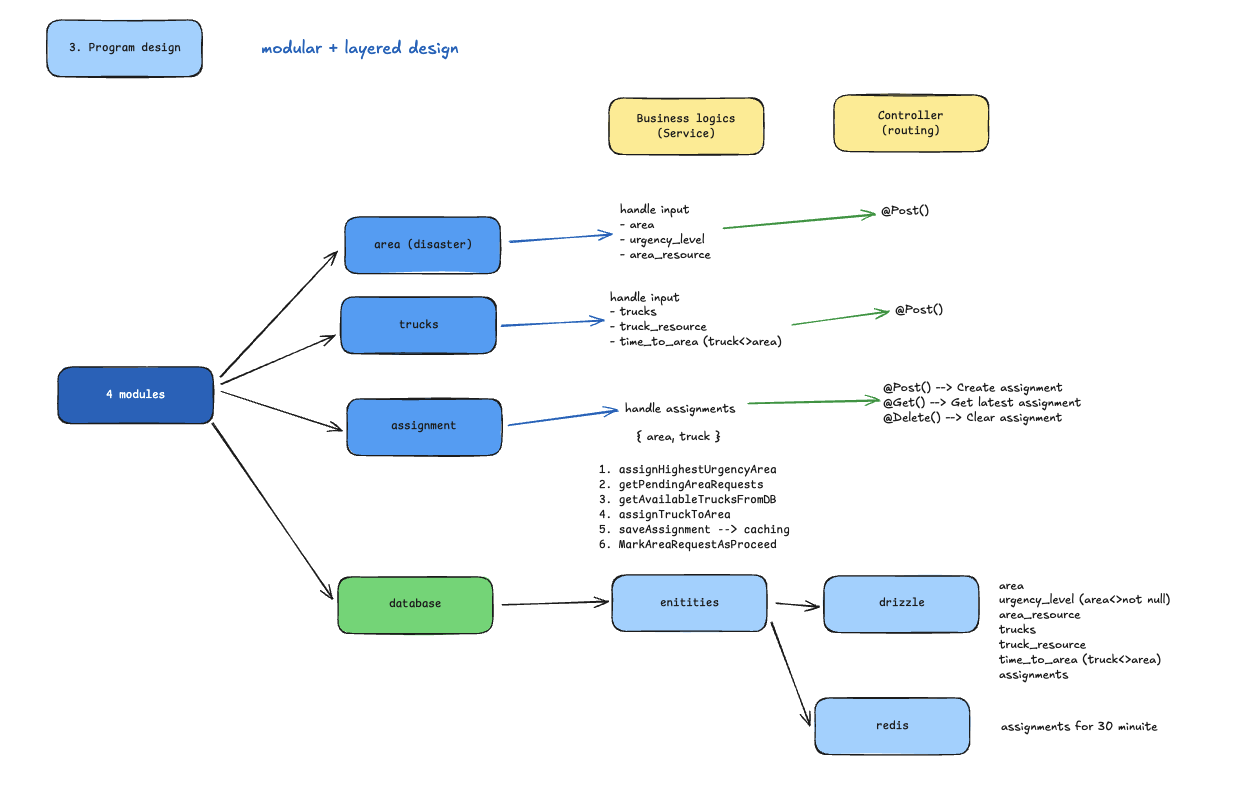 3. Program design
modular + layered design
Business logics
(Service)
Controller
(routing)
area (disaster)
handle input
- area
- urgency_level
- area_resource
@Post()
trucks
handle input
- trucks
- truck_resource
- time_to_area (truck<>area)
@Post()
4 modules
assignment
handle assignments
{ area, truck }
@Post() --> Create assignment
@Get() --> Get latest assignment
@Delete() --> Clear assignment
1. assignHighestUrgencyArea
2. getPendingAreaRequests
3. getAvailableTrucksFromDB
4. assignTruckToArea
5. saveAssignment --> caching
6. MarkAreaRequestAsProceed
database
enitities
drizzle
area
urgency_level (area<>not null)
area_resource
trucks
truck_resource
time_to_area (truck<>area)
assignments
redis
assignments for 30 minuite